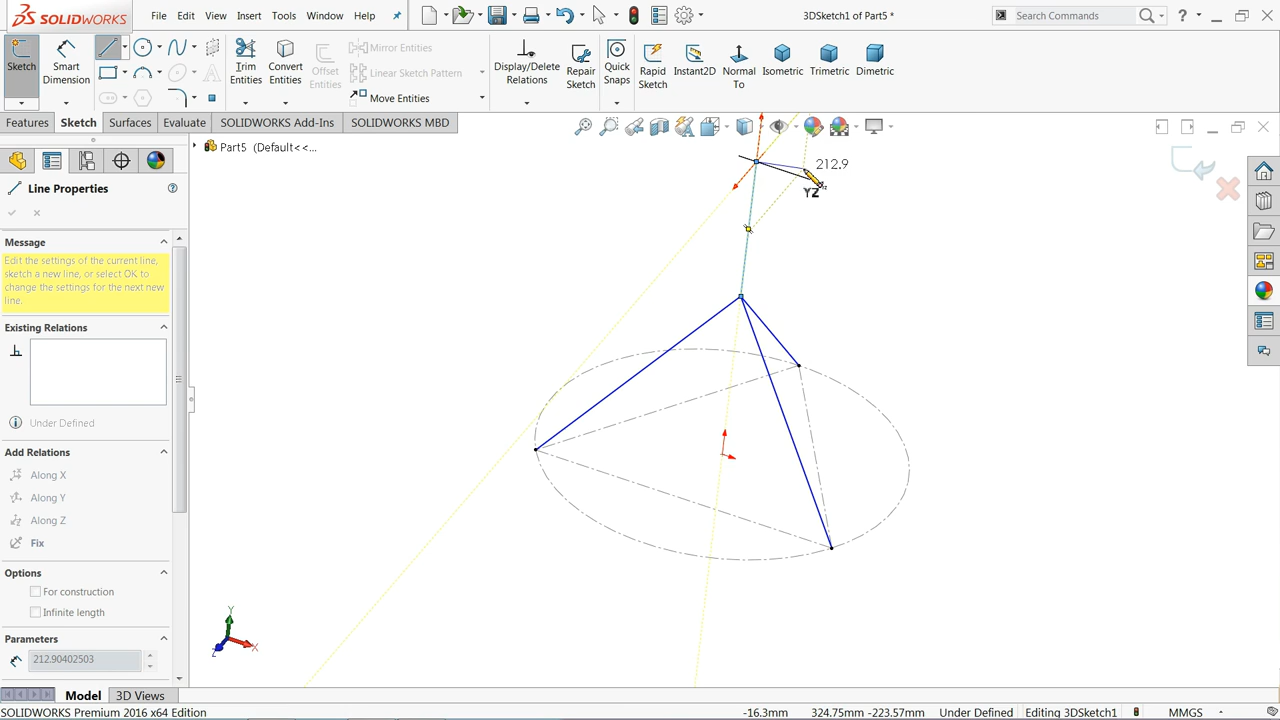 SOLIDWORKS File Edit View Insert Tools Window Help 3DSketch1 of Part5 * Search Commands ?
Sketch Smart Dimension Trim Entities Convert Entities Offset Entities Mirror Entities Linear Sketch Pattern Move Entities Display/Delete Relations Repair Sketch Quick Snaps Rapid Sketch Instant2D Normal To Isometric Trimetric Dimetric
Features Sketch Surfaces Evaluate SOLIDWORKS Add-Ins SOLIDWORKS MBD
Part5 (Default<<...
212.9
YZ
Line Properties
Message
Edit the settings of the current line,
sketch a new line, or select OK to
change the settings for the next new
line.
Existing Relations
Under Defined
Add Relations
Along X
Along Y
Along Z
Fix
Options
For construction
Infinite length
Parameters
212.90402503
Y
X
Z
Model 3D Views
SOLIDWORKS Premium 2016 x64 Edition -16.3mm 324.75mm -223.57mm Under Defined Editing 3DSketch1 MMGS